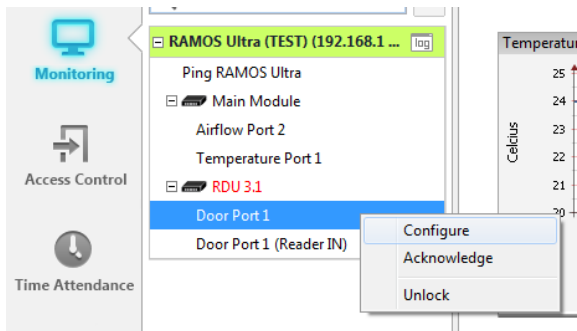 Monitoring
Access Control
Time Attendance
RAMOS Ultra (TEST) (192.168.1 ...
log
Ping RAMOS Ultra
Main Module
Airflow Port 2
Temperature Port 1
RDU 3.1
Door Port 1
Door Port 1 (Reader IN)
Configure
Acknowledge
Unlock
Celcius
25
24
23
22
21
20